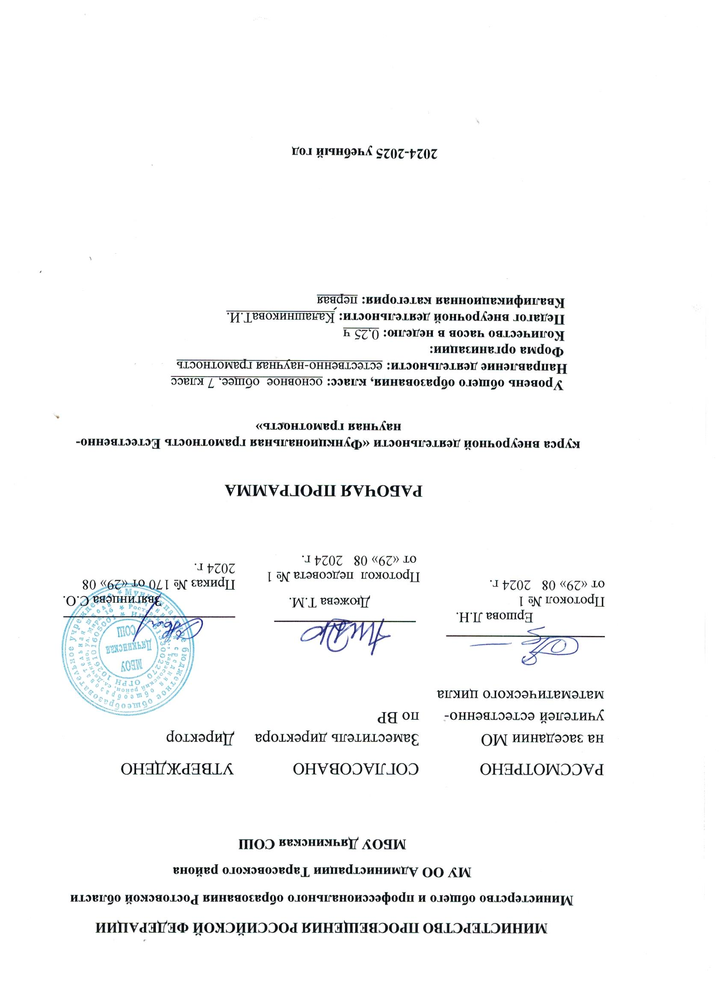 МИНИСТЕРСТВО ПРОСВЕЩЕНИЯ РОССИЙСКОЙ ФЕДЕРАЦИИ
Министерство общего и профессионального образования Ростовской области
МУ ОО Администрации Тарасовского района
МБОУ Дячкинская СОШ
РАССМОТРЕНО
на заседании МО
учителей естественно-
математического цикла
Ершова Л.Н.
Протокол № 1
от «29» 08 2024 г.
СОГЛАСОВАНО
Заместитель директора
по ВР
Дюжева Т.М.
Протокол педсовета № 1
от «29» 08 2024 г.
УТВЕРЖДЕНО
Директор
Звягинцева С.О.
Приказ № 170 от «29» 08
2024 г.
МБОУ
Дячкинская
СОШ
РАБОЧАЯ ПРОГРАММА
курса внеурочной деятельности «Функциональная грамотность Естественно-
научная грамотность»
Уровень общего образования, класс: основное общее, 7 класс
Направление деятельности: естественно-научная грамотность
Форма организации:
Количество часов в неделю: 0,25 ч
Педагог внеурочной деятельности: КалашниковаТ.И.
Квалификационная категория: первая
2024-2025 учебный год